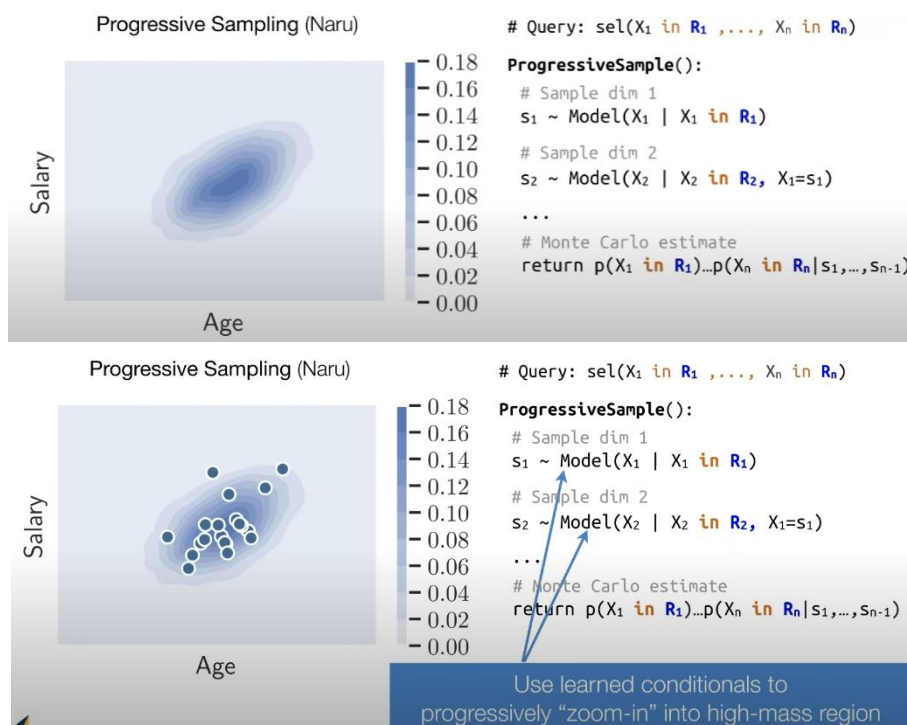 Progressive Sampling (Naru)
# Query: sel(X₁ in R₁ ,..., Xₙ in Rₙ)
ProgressiveSample():
# Sample dim 1
s₁ ~ Model(X₁ | X₁ in R₁)
# Sample dim 2
s₂ ~ Model(X₂ | X₂ in R₂, X₁=s₁)
...
# Monte Carlo estimate
return p(X₁ in R₁)…p(Xₙ in Rₙ|s₁,…,sₙ₋₁)
Salary
Age
0.18
0.16
0.14
0.12
0.10
0.08
0.06
0.04
0.02
0.00
Progressive Sampling (Naru)
# Query: sel(X₁ in R₁ ,..., Xₙ in Rₙ)
ProgressiveSample():
# Sample dim 1
s₁ ~ Model(X₁ | X₁ in R₁)
# Sample dim 2
s₂ ~ Model(X₂ | X₂ in R₂, X₁=s₁)
...
# Monte Carlo estimate
return p(X₁ in R₁)…p(Xₙ in Rₙ|s₁,…,sₙ₋₁)
Salary
Age
0.18
0.16
0.14
0.12
0.10
0.08
0.06
0.04
0.02
0.00
Use learned conditionals to
progressively “zoom-in” into high-mass region